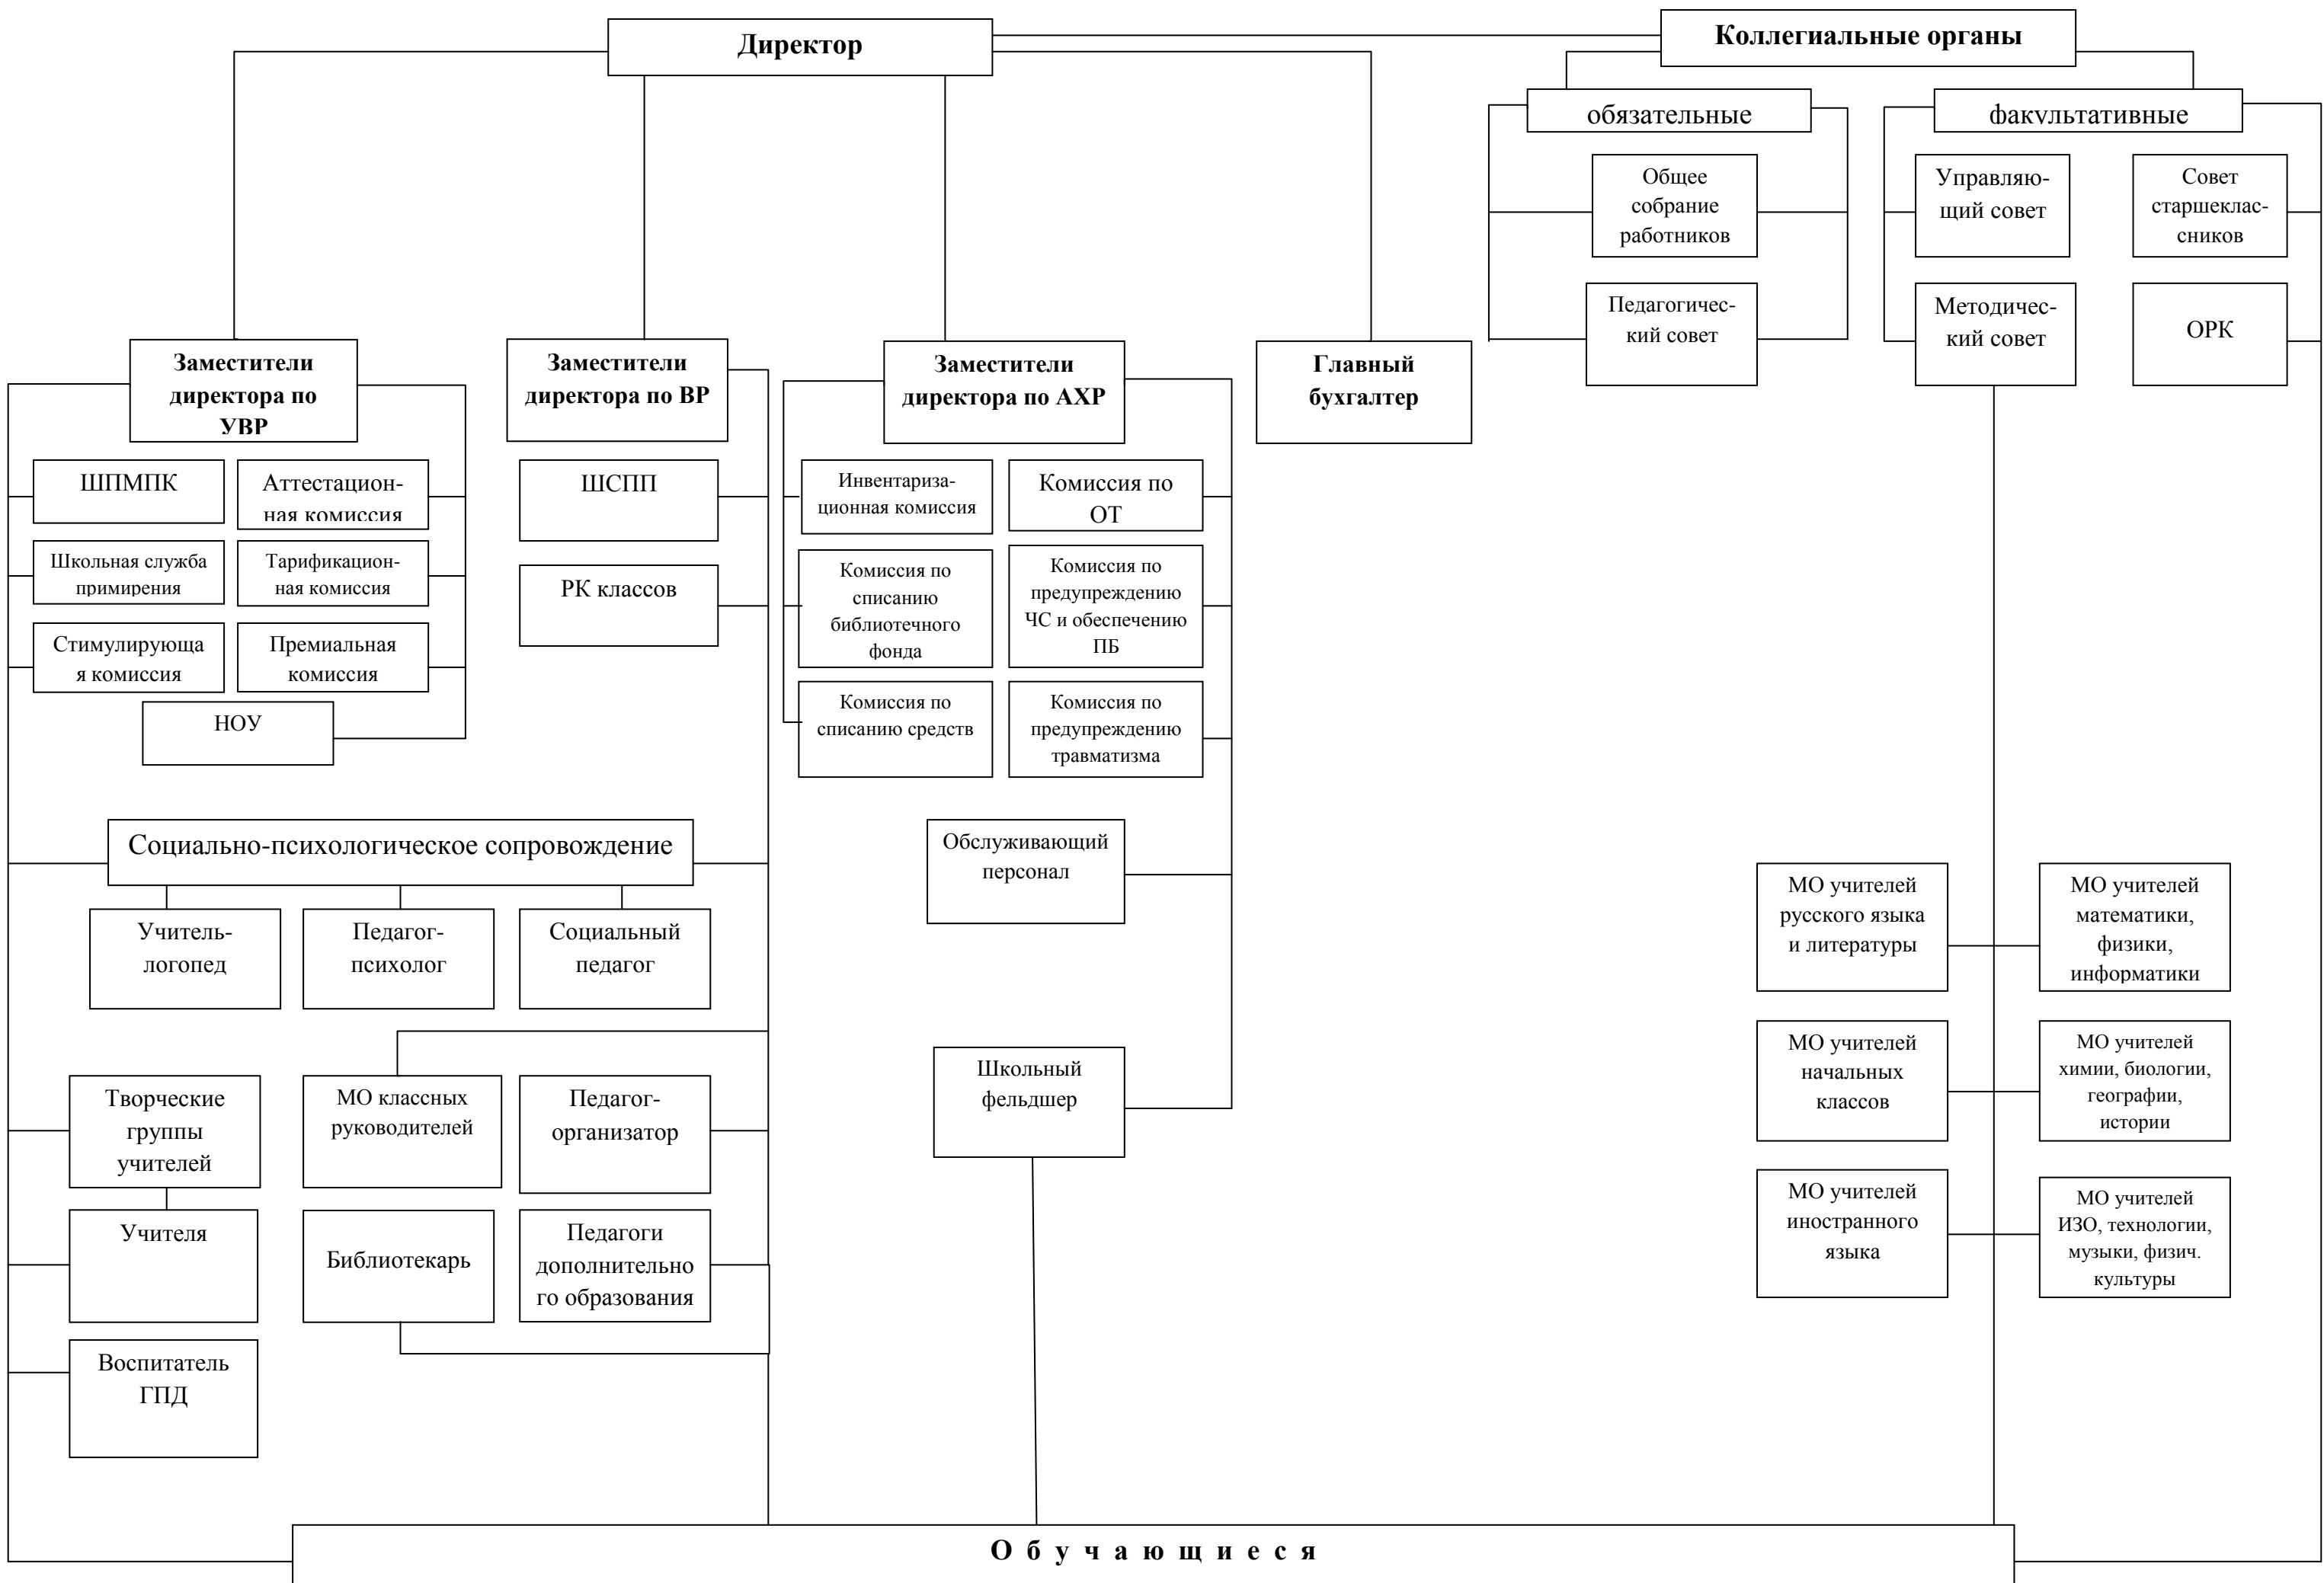 Директор
Коллегиальные органы
обязательные
факультативные
Общее
собрание
работников
Управляю-
щий совет
Совет
старшеклас-
сников
Педагогичес-
кий совет
Методичес-
кий совет
ОРК
Заместители
директора по
УВР
Заместители
директора по ВР
Заместители
директора по АХР
Главный
бухгалтер
ШПМПК
Аттестацион-
ная комиссия
Школьная служба
примирения
Тарификацион-
ная комиссия
Стимулирующа
я комиссия
Премиальная
комиссия
НОУ
ШСПП
РК классов
Инвентариза-
ционная комиссия
Комиссия по
ОТ
Комиссия по
списанию
библиотечного
фонда
Комиссия по
предупреждению
ЧС и обеспечению
ПБ
Комиссия по
списанию средств
Комиссия по
предупреждению
травматизма
Социально-психологическое сопровождение
Учитель-
логопед
Педагог-
психолог
Социальный
педагог
Обслуживающий
персонал
Школьный
фельдшер
МО учителей
русского языка
и литературы
МО учителей
математики,
физики,
информатики
МО учителей
начальных
классов
МО учителей
химии, биологии,
географии,
истории
МО учителей
иностранного
языка
МО учителей
ИЗО, технологии,
музыки, физич.
культуры
Творческие
группы
учителей
МО классных
руководителей
Педагог-
организатор
Учителя
Библиотекарь
Педагоги
дополнительно
го образования
Воспитатель
ГПД
О б у ч а ю щ и е с я